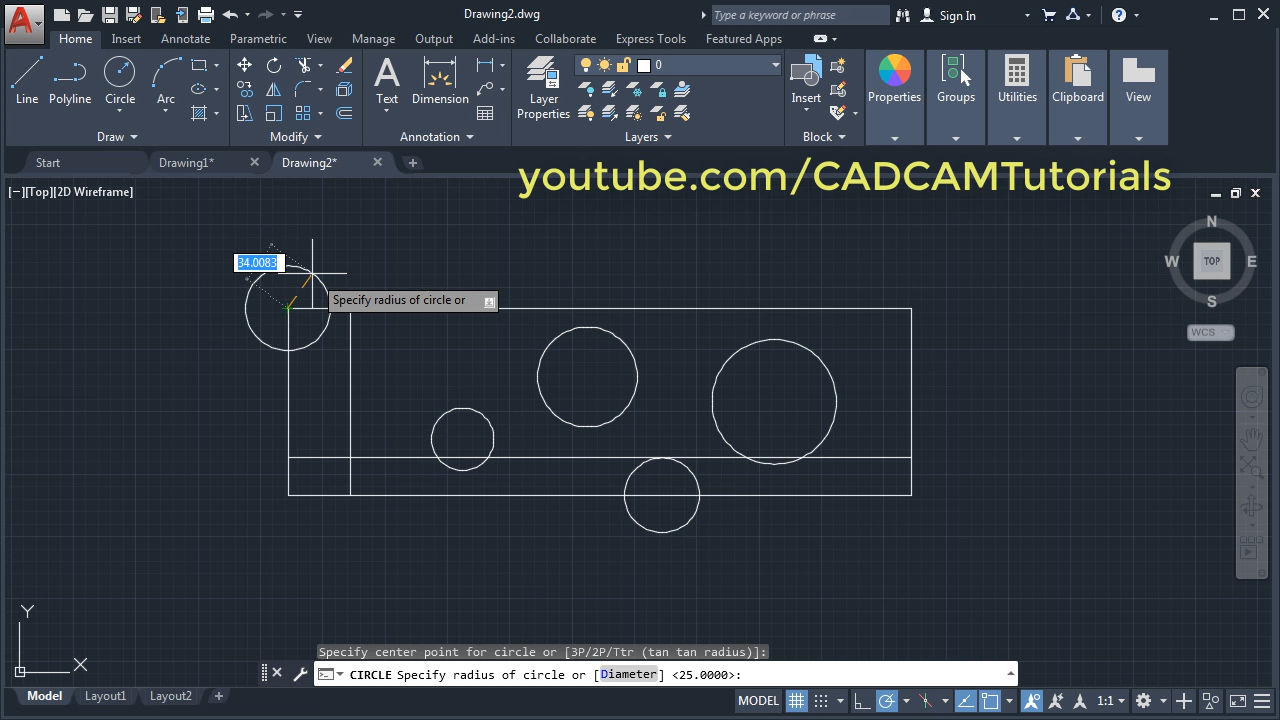 Drawing2.dwg
Type a keyword or phrase
Sign In
Home Insert Annotate Parametric View Manage Output Add-ins Collaborate Express Tools Featured Apps
0
Line Polyline Circle Arc
Text Dimension
Layer
Properties
Insert
Properties Groups Utilities Clipboard View
Draw Modify Annotation Layers Block
Start Drawing1* Drawing2*
youtube.com/CADCAMTutorials
[−][Top][2D Wireframe]
N
W TOP E
S
WCS
34.0083
Specify radius of circle or
Y
X
Specify center point for circle or [3P/2P/Ttr (tan tan radius)]:
CIRCLE Specify radius of circle or [Diameter] <25.0000>:
Model Layout1 Layout2
MODEL 1:1